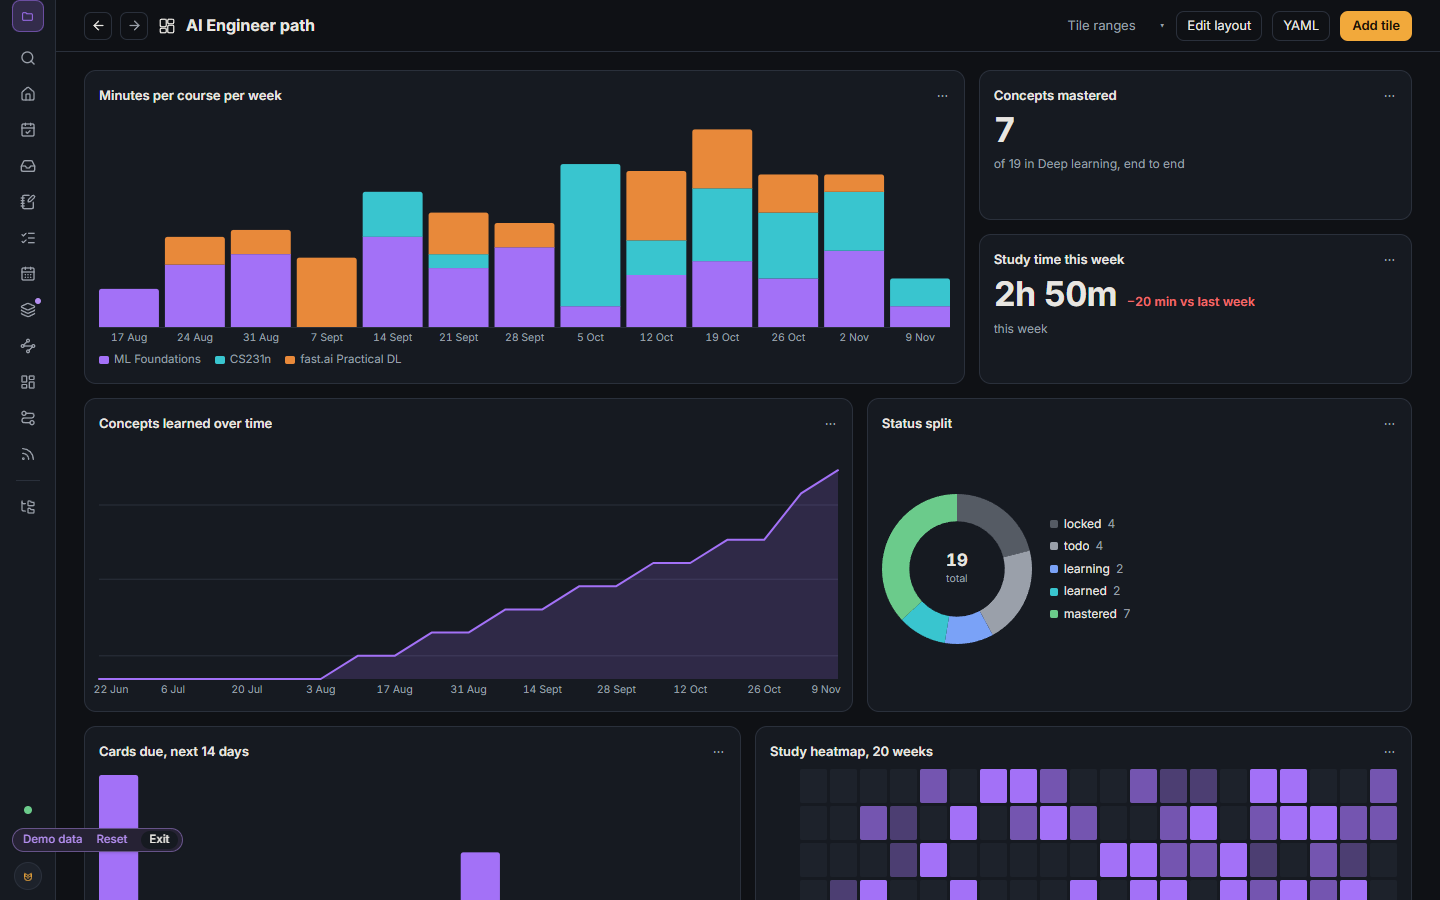 AI Engineer path
Tile ranges
Edit layout
YAML
Add tile
Minutes per course per week
17 Aug 24 Aug 31 Aug 7 Sept 14 Sept 21 Sept 28 Sept 5 Oct 12 Oct 19 Oct 26 Oct 2 Nov 9 Nov
ML Foundations CS231n fast.ai Practical DL
Concepts mastered
7
of 19 in Deep learning, end to end
Study time this week
2h 50m −20 min vs last week
this week
Concepts learned over time
22 Jun 6 Jul 20 Jul 3 Aug 17 Aug 31 Aug 14 Sept 28 Sept 12 Oct 26 Oct 9 Nov
Status split
19
total
locked 4
todo 4
learning 2
learned 2
mastered 7
Cards due, next 14 days
Study heatmap, 20 weeks
Demo data Reset Exit